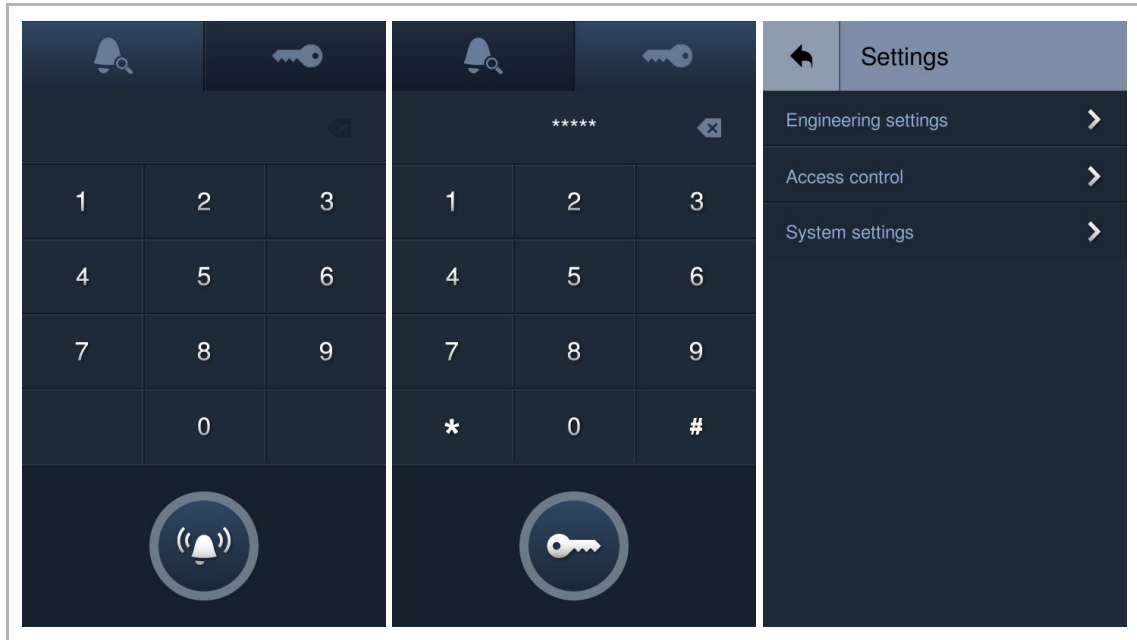 1 2 3
4 5 6
7 8 9
0
*****
1 2 3
4 5 6
7 8 9
* 0 #
Settings
Engineering settings
Access control
System settings